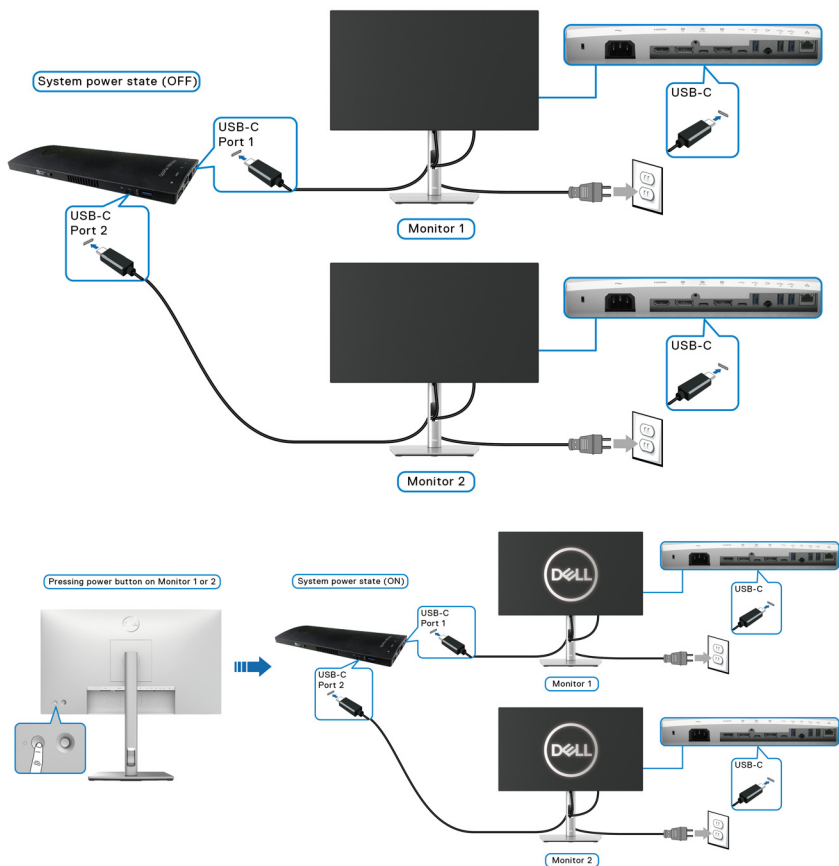 System power state (OFF)
USB-C
Port 1
USB-C
Monitor 1
USB-C
Port 2
USB-C
Monitor 2
Pressing power button on Monitor 1 or 2
System power state (ON)
DELL
USB-C
Port 1
USB-C
Monitor 1
USB-C
Port 2
DELL
USB-C
Monitor 2